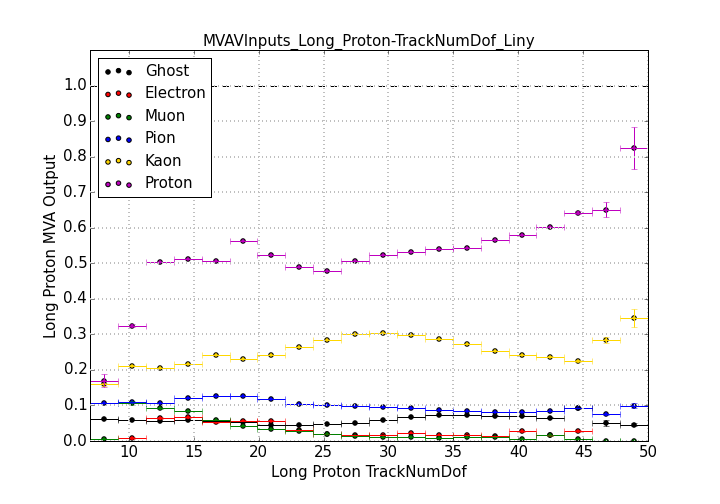 MVAVInputs_Long_Proton-TrackNumDof_Liny
Long Proton MVA Output
1.0
0.9
0.8
0.7
0.6
0.5
0.4
0.3
0.2
0.1
0.0
Ghost
Electron
Muon
Pion
Kaon
Proton
10 15 20 25 30 35 40 45 50
Long Proton TrackNumDof